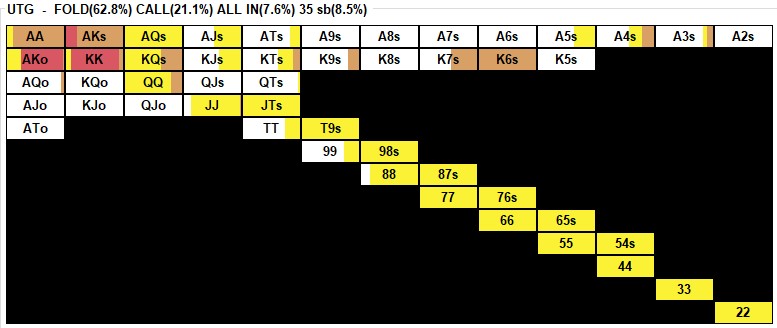 UTG - FOLD(62.8%) CALL(21.1%) ALL IN(7.6%) 35 sb(8.5%)
AA AKs AQs AJs ATs A9s A8s A7s A6s A5s A4s A3s A2s
AKo KK KQs KJs KTs K9s K8s K7s K6s K5s
AQo KQo QQ QJs QTs
AJo KJo QJo JJ JTs
ATo TT T9s
99 98s
88 87s
77 76s
66 65s
55 54s
44
33
22